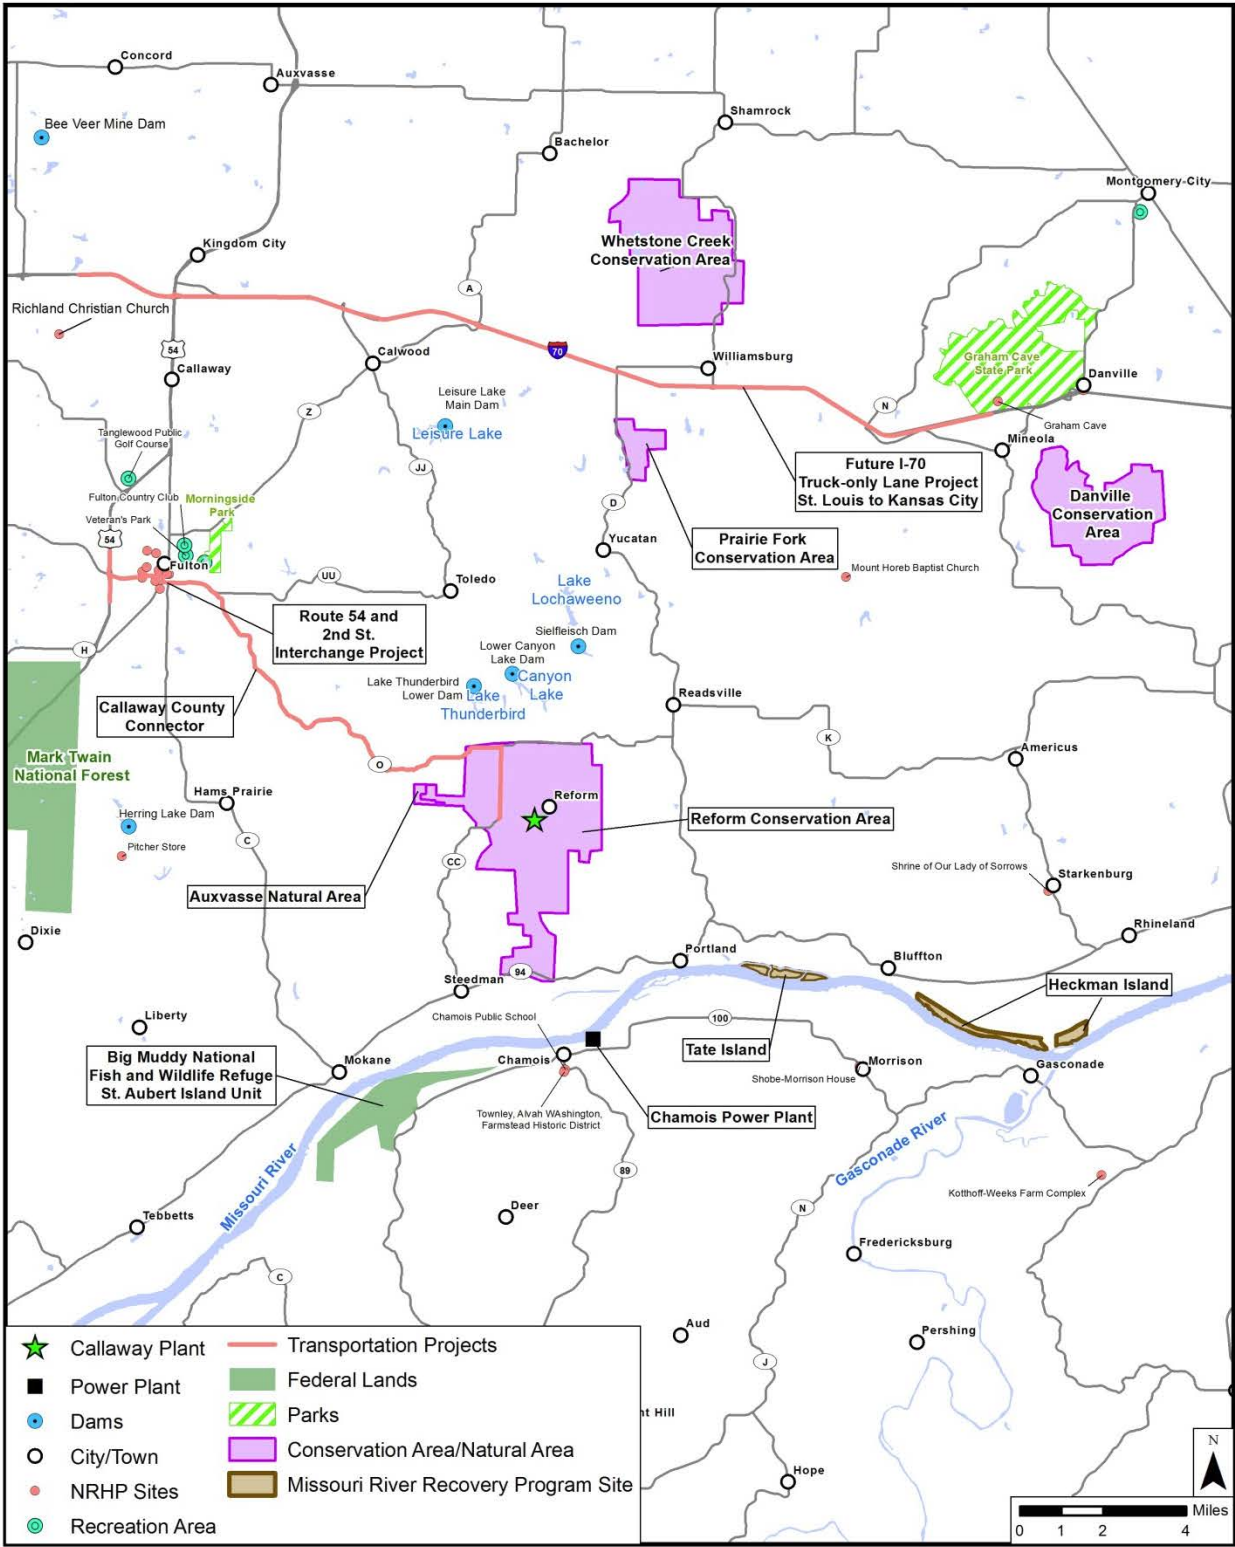 Concord
Auxvasse
Bee Veer Mine Dam
Shamrock
Bachelor
Montgomery-City
Kingdom City
Whetstone Creek
Conservation Area
A
Richland Christian Church
54
Callaway
Calwood
70
Williamsburg
Graham Cave
State Park
Danville
Z
Leisure Lake
Main Dam
Leisure Lake
N
Graham Cave
Mineola
Tanglewood Public
Golf Course
JJ
Future I-70
Truck-only Lane Project
St. Louis to Kansas City
Danville
Conservation
Area
Fulton Country Club
Morningside
Park
Veteran's Park
D
54
Prairie Fork
Conservation Area
Yucatan
Fulton
UU
Toledo
Mount Horeb Baptist Church
Lake
Lochaweeno
Route 54 and
2nd St.
Interchange Project
Sielfleisch Dam
Lower Canyon
Lake Dam
H
Canyon
Lake
Lake Thunderbird
Lower Dam
Lake
Thunderbird
Readsville
Callaway County
Connector
K
Americus
Mark Twain
National Forest
O
Hams Prairie
Reform
Herring Lake Dam
Reform Conservation Area
Pitcher Store
C
CC
Shrine of Our Lady of Sorrows
Starkenburg
Auxvasse Natural Area
Dixie
Rhineland
Portland
Bluffton
94
Steedman
Heckman Island
Liberty
Chamois Public School
100
Tate Island
Big Muddy National
Fish and Wildlife Refuge
St. Aubert Island Unit
Mokane
Chamois
Morrison
Gasconade
Shobe-Morrison House
Townley, Alvah WAshington,
Farmstead Historic District
Chamois Power Plant
Gasconade River
Missouri River
89
Kotthoff-Weeks Farm Complex
Deer
N
Tebbetts
Fredericksburg
C
Aud
Pershing
J
nt Hill
Hope
Callaway Plant
Power Plant
Dams
City/Town
NRHP Sites
Recreation Area
Transportation Projects
Federal Lands
Parks
Conservation Area/Natural Area
Missouri River Recovery Program Site
N
Miles
0 1 2 4